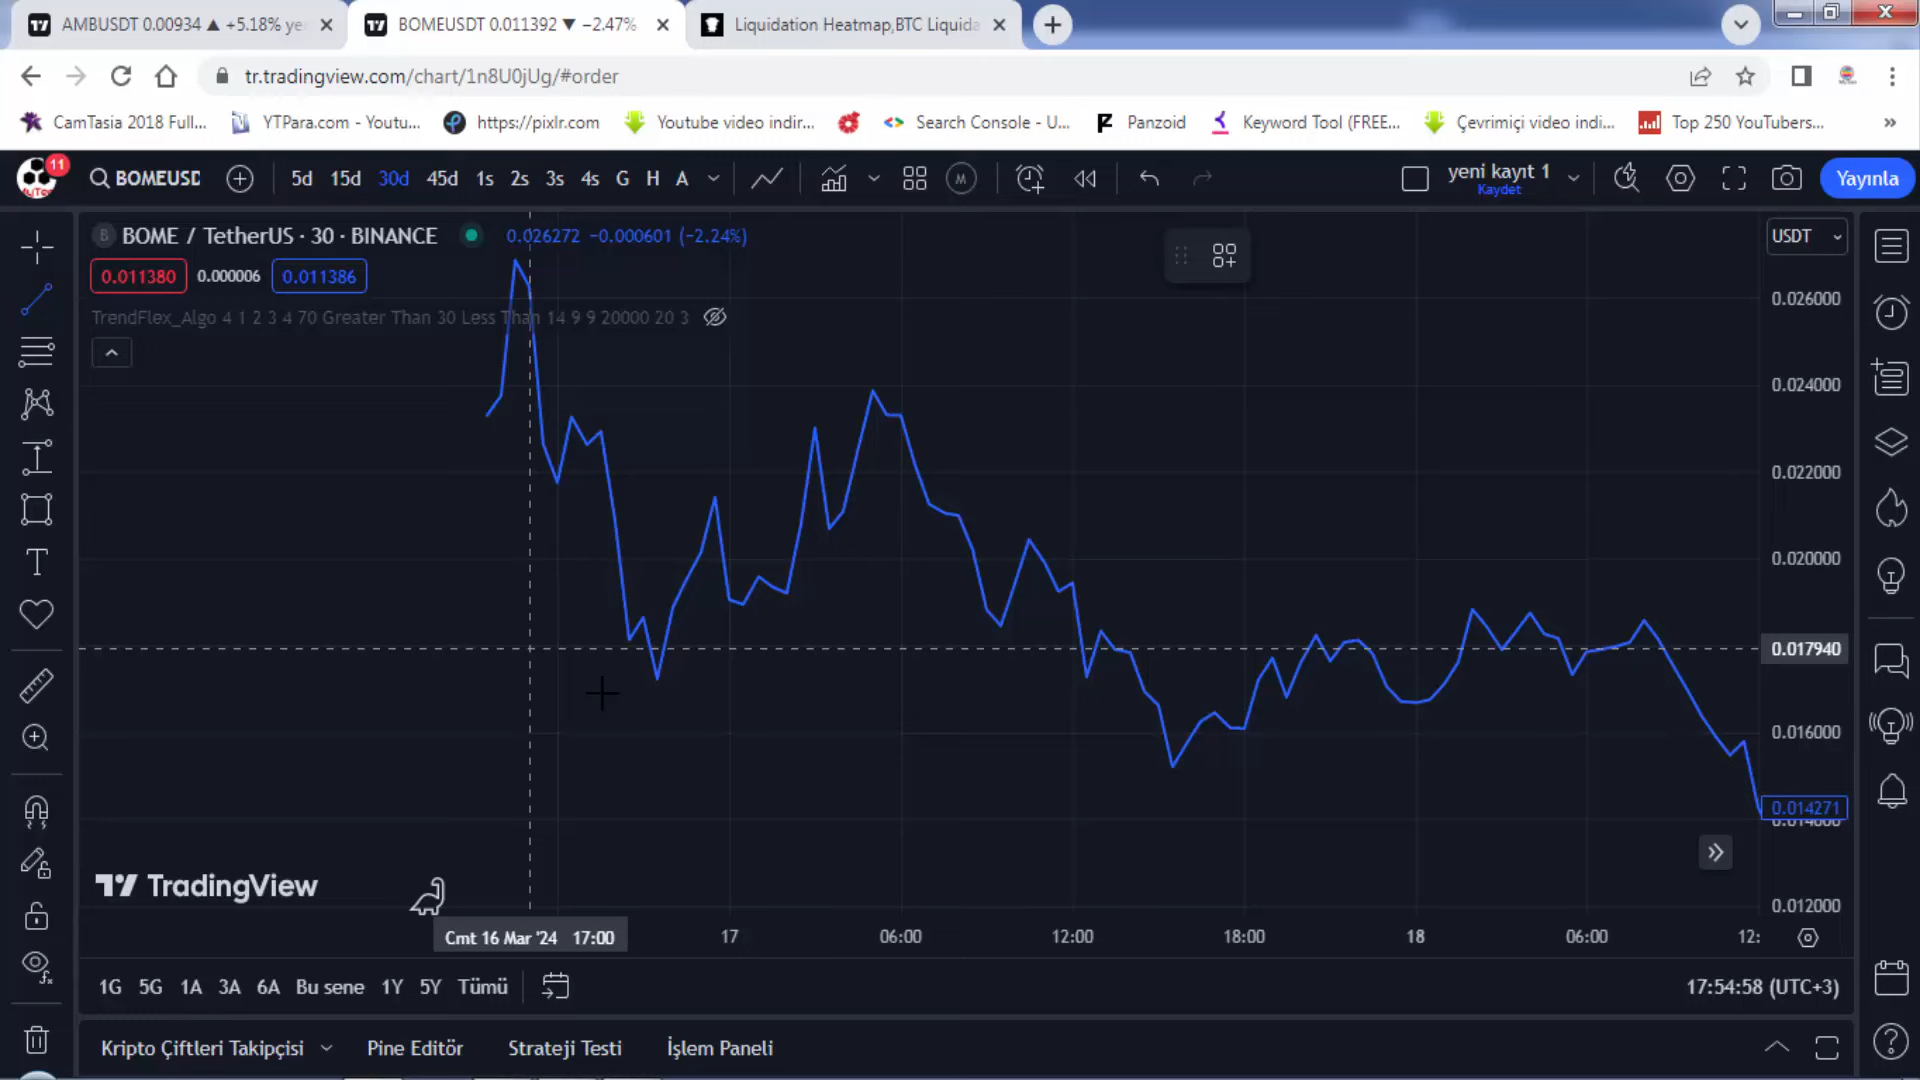 AMBUSDT 0.00934 ▲ +5.18% ye
BOMEUSDT 0.011392 ▼ −2.47%
Liquidation Heatmap,BTC Liquida
tr.tradingview.com/chart/1n8U0jUg/#order
CamTasia 2018 Full...
YTPara.com - Youtu...
https://pixlr.com
Youtube video indir...
Search Console - U...
Panzoid
Keyword Tool (FREE...
Çevrimiçi video indi...
Top 250 YouTubers...
»
11
BOMEUSD
5d 15d 30d 45d 1s 2s 3s 4s G H A
M
yeni kayıt 1
Kaydet
Yayınla
B BOME / TetherUS · 30 · BINANCE
0.026272 −0.000601 (−2.24%)
0.011380 0.000006 0.011386
TrendFlex_Algo 4 1 2 3 4 70 Greater Than 30 Less Than 14 9 9 20000 20 3
USDT
0.026000
0.024000
0.022000
0.020000
0.017940
0.016000
0.014271
0.014000
0.012000
TradingView
Cmt 16 Mar '24 17:00
17
06:00
12:00
18:00
18
06:00
12:
1G 5G 1A 3A 6A Bu sene 1Y 5Y Tümü
17:54:58 (UTC+3)
Kripto Çiftleri Takipçisi
Pine Editör
Strateji Testi
İşlem Paneli